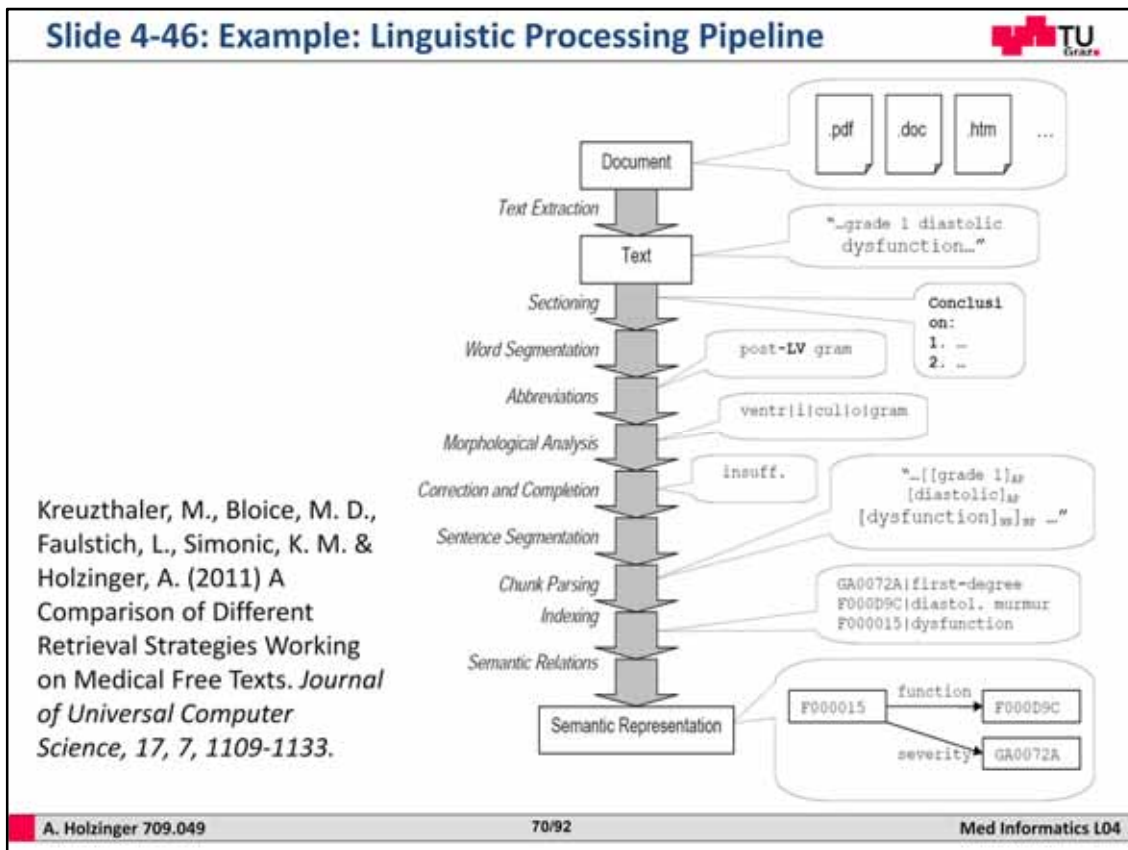 Slide 4-46: Example: Linguistic Processing Pipeline
TU
Graz
.pdf
.doc
.htm
...
Document
Text Extraction
"…grade 1 diastolic
dysfunction…"
Text
Sectioning
Conclusi
on:
1. …
2. …
Word Segmentation
post-LV gram
Abbreviations
ventr|i|cul|o|gram
Morphological Analysis
insuff.
Correction and Completion
"…[[grade 1]AP
[diastolic]AP
[dysfunction]NN]NP …"
Sentence Segmentation
Chunk Parsing
GA0072A|first-degree
F000D9C|diastol. murmur
F000015|dysfunction
Indexing
Semantic Relations
Semantic Representation
F000015
function
F000D9C
severity
GA0072A
Kreuzthaler, M., Bloice, M. D.,
Faulstich, L., Simonic, K. M. &
Holzinger, A. (2011) A
Comparison of Different
Retrieval Strategies Working
on Medical Free Texts. Journal
of Universal Computer
Science, 17, 7, 1109-1133.
A. Holzinger 709.049
70/92
Med Informatics L04